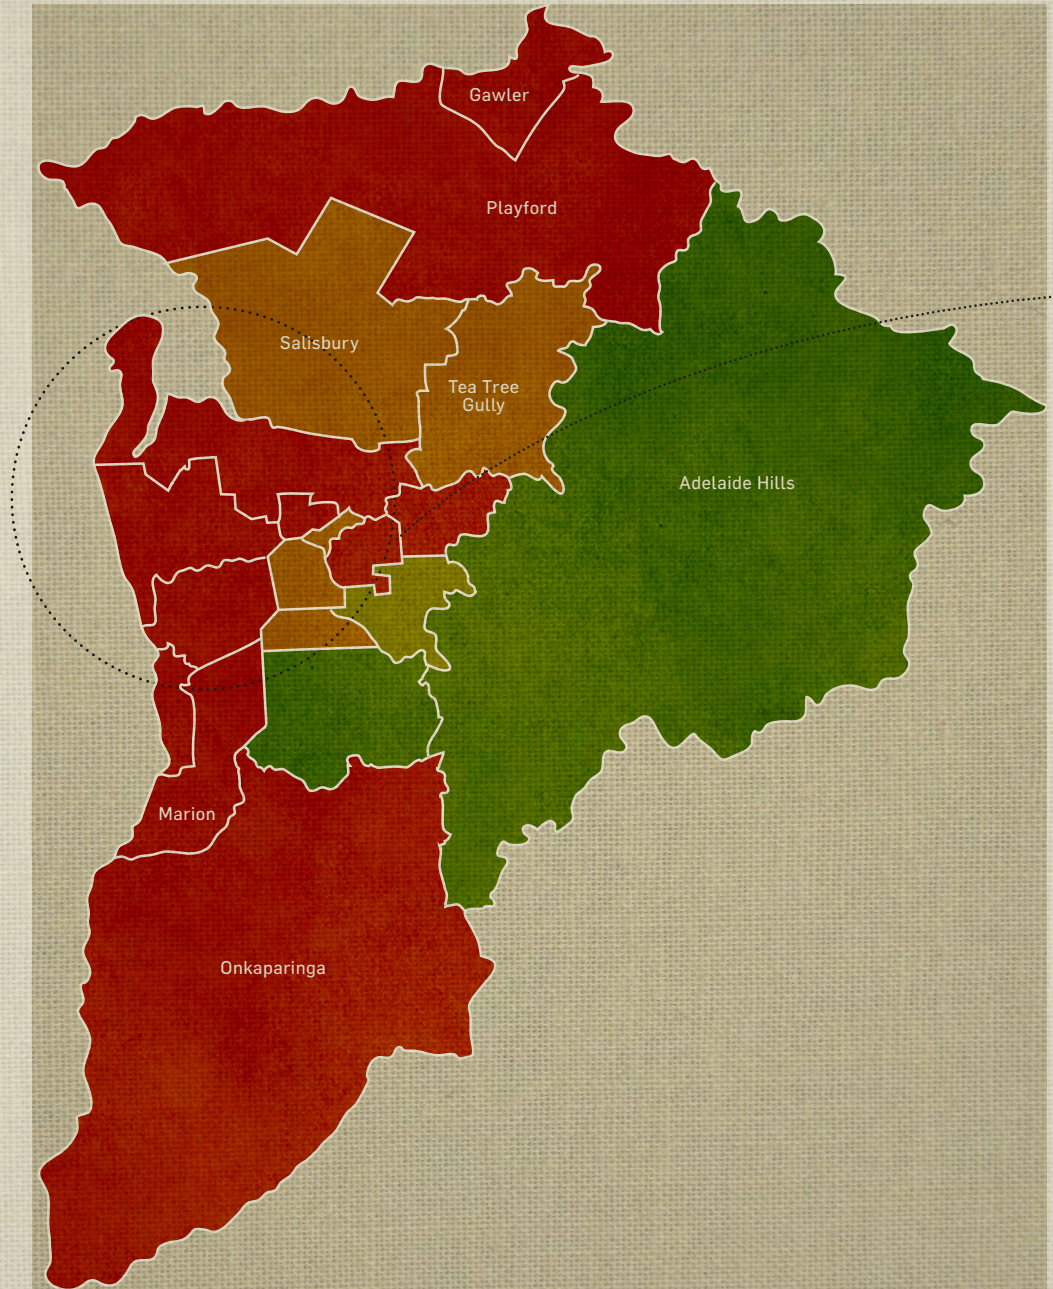 Gawler
Playford
Salisbury
Tea Tree
Gully
Adelaide Hills
Marion
Onkaparinga